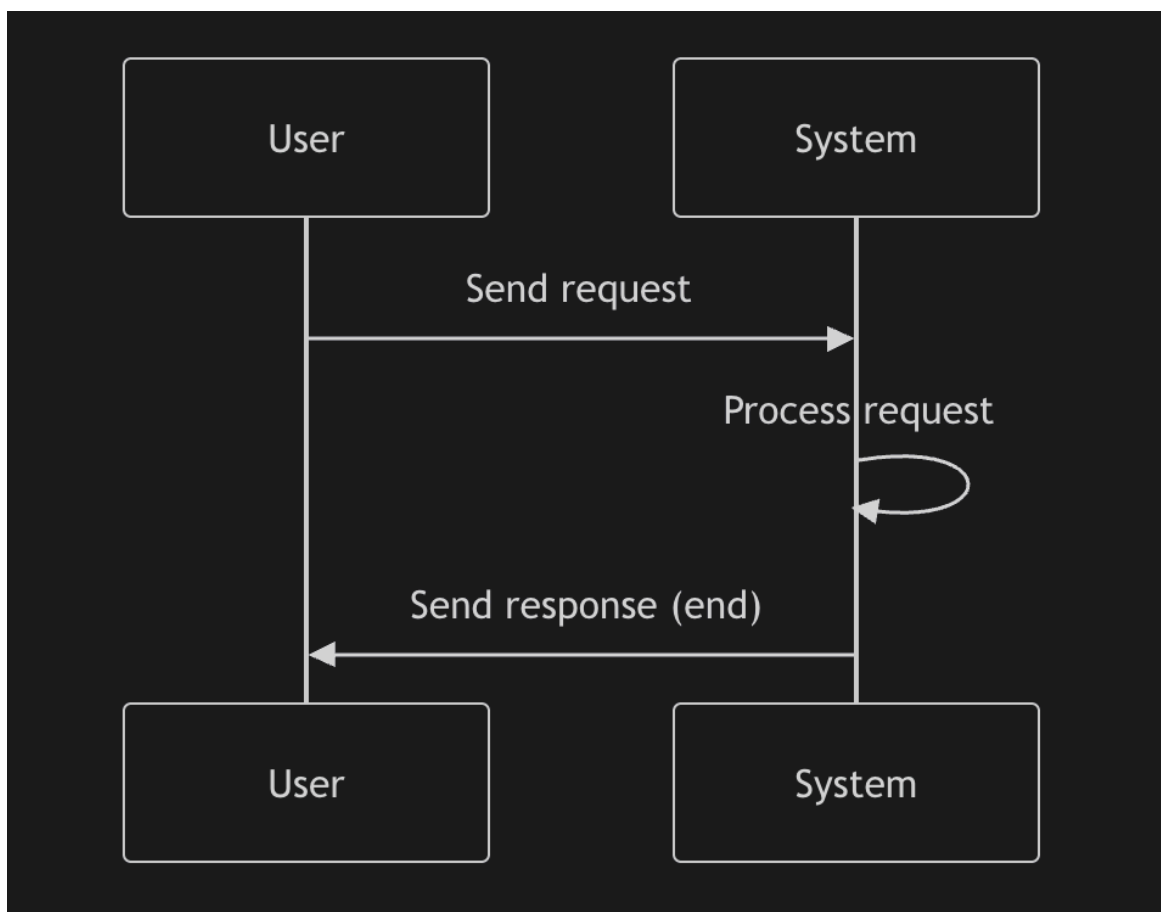 User
System
Send request
Process request
Send response (end)
User
System